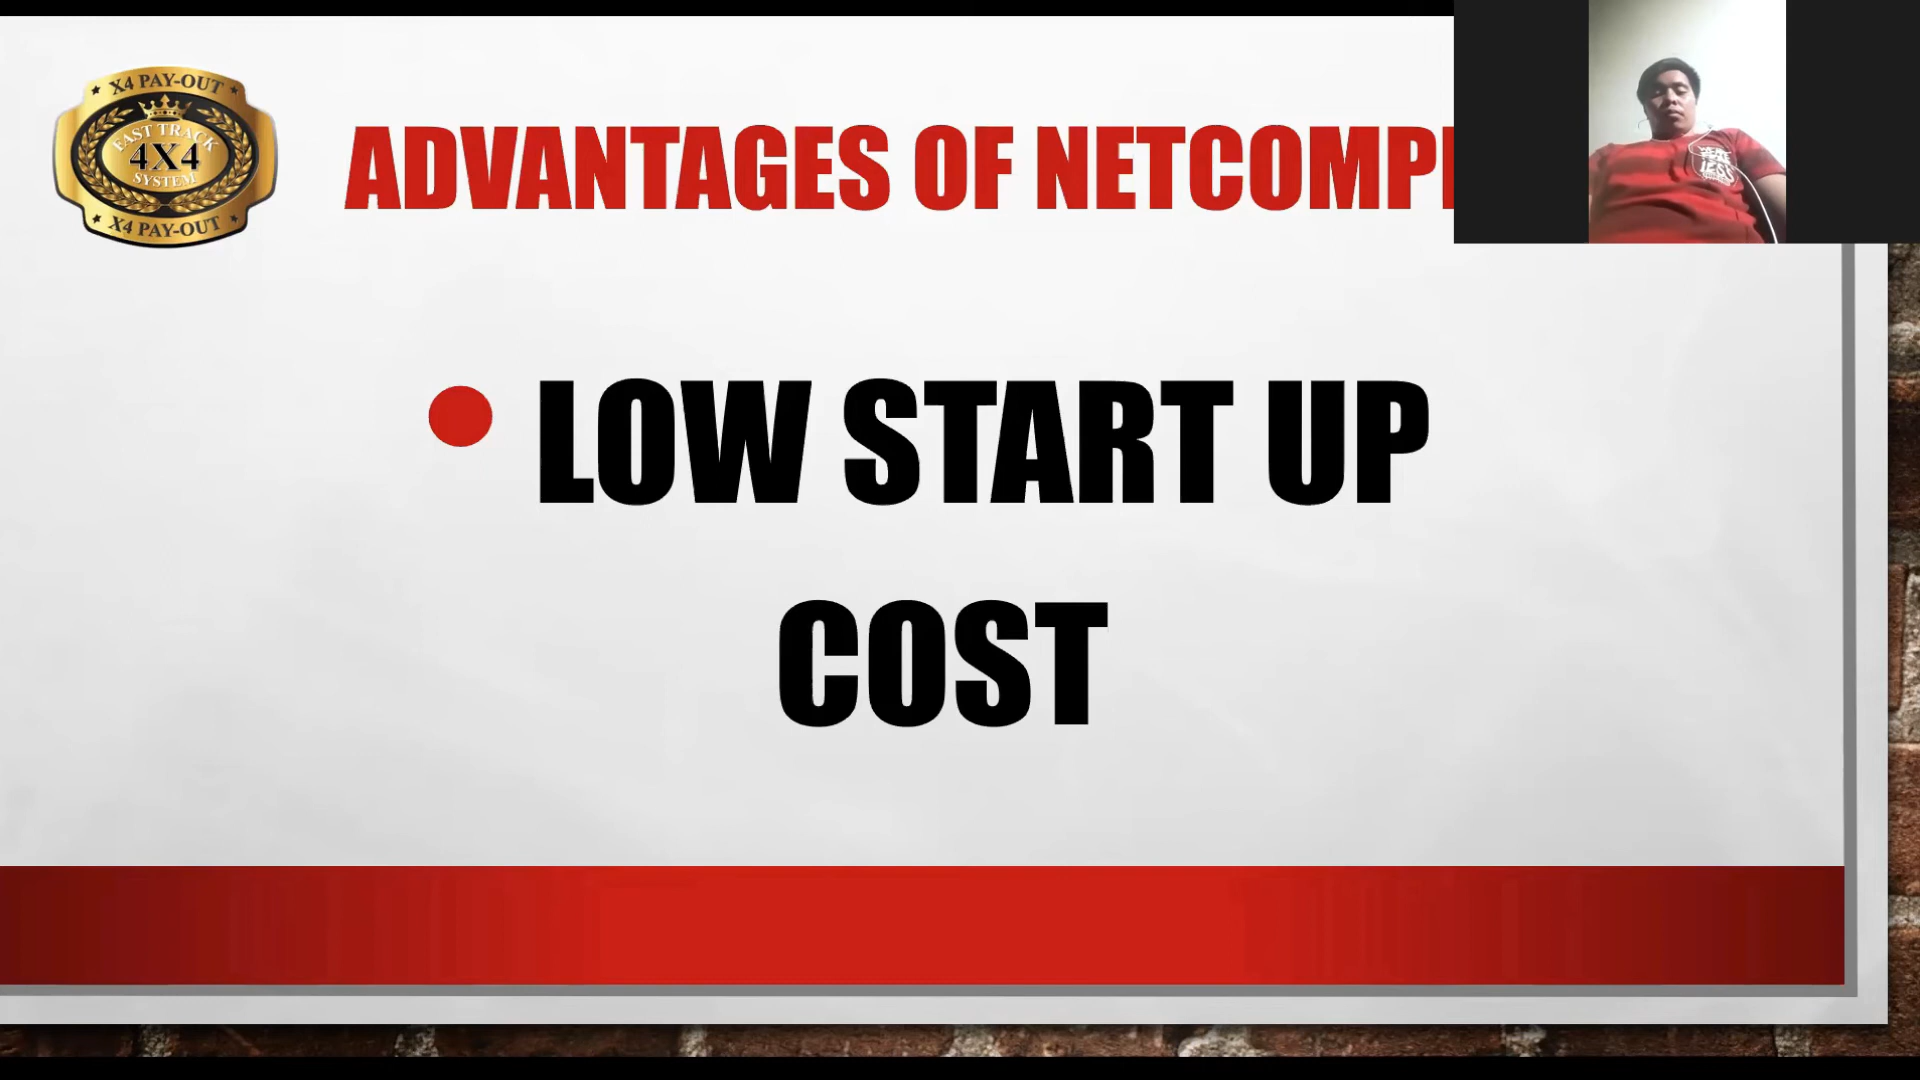 X4 PAY-OUT
FAST TRACK
4X4
SYSTEM
X4 PAY-OUT
ADVANTAGES OF NETCOMP
• LOW START UP
COST